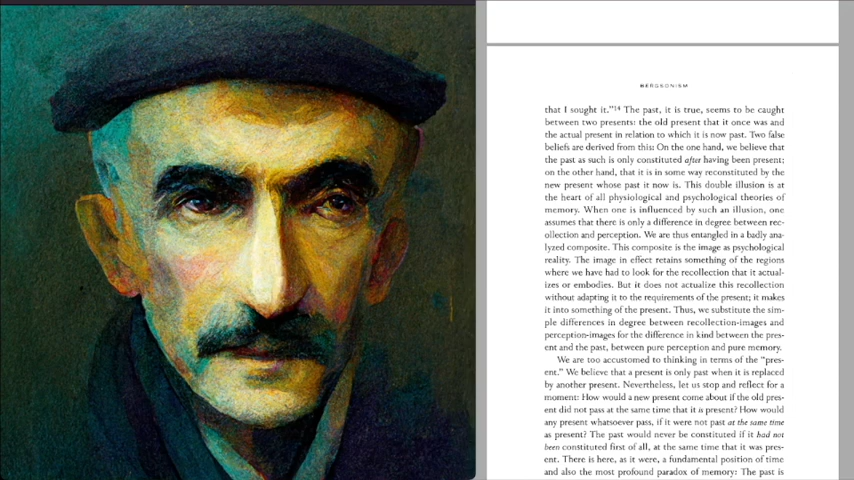 BERGSONISM
that I sought it."14 The past, it is true, seems to be caught
between two presents: the old present that it once was and
the actual present in relation to which it is now past. Two false
beliefs are derived from this: On the one hand, we believe that
the past as such is only constituted after having been present;
on the other hand, that it is in some way reconstituted by the
new present whose past it now is. This double illusion is at
the heart of all physiological and psychological theories of
memory. When one is influenced by such an illusion, one
assumes that there is only a difference in degree between rec-
ollection and perception. We are thus entangled in a badly ana-
lyzed composite. This composite is the image as psychological
reality. The image in effect retains something of the regions
where we have had to look for the recollection that it actual-
izes or embodies. But it does not actualize this recollection
without adapting it to the requirements of the present; it makes
it into something of the present. Thus, we substitute the sim-
ple differences in degree between recollection-images and
perception-images for the difference in kind between the pres-
ent and the past, between pure perception and pure memory.
We are too accustomed to thinking in terms of the "pres-
ent." We believe that a present is only past when it is replaced
by another present. Nevertheless, let us stop and reflect for a
moment: How would a new present come about if the old pres-
ent did not pass at the same time that it is present? How would
any present whatsoever pass, if it were not past at the same time
as present? The past would never be constituted if it had not
been constituted first of all, at the same time that it was pres-
ent. There is here, as it were, a fundamental position of time
and also the most profound paradox of memory: The past is